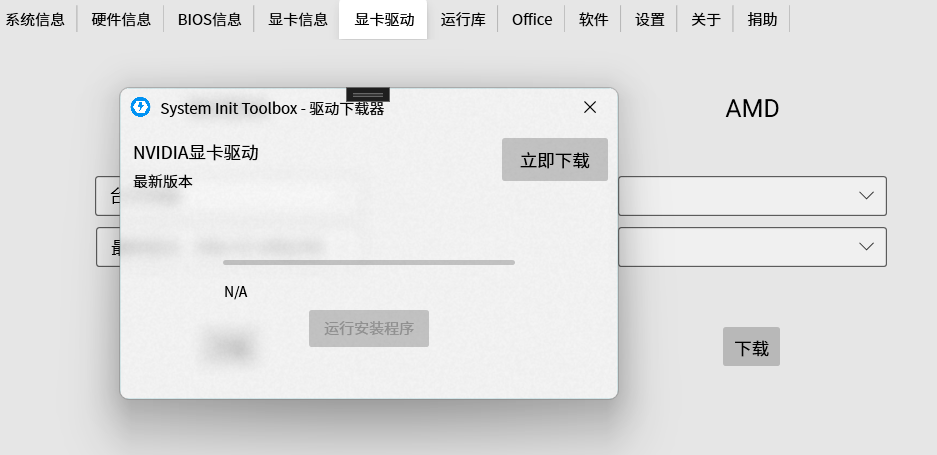 系统信息 硬件信息 BIOS信息 显卡信息 显卡驱动 运行库 Office 软件 设置 关于 捐助
System Init Toolbox - 驱动下载器
AMD
NVIDIA显卡驱动
立即下载
最新版本
N/A
运行安装程序
下载